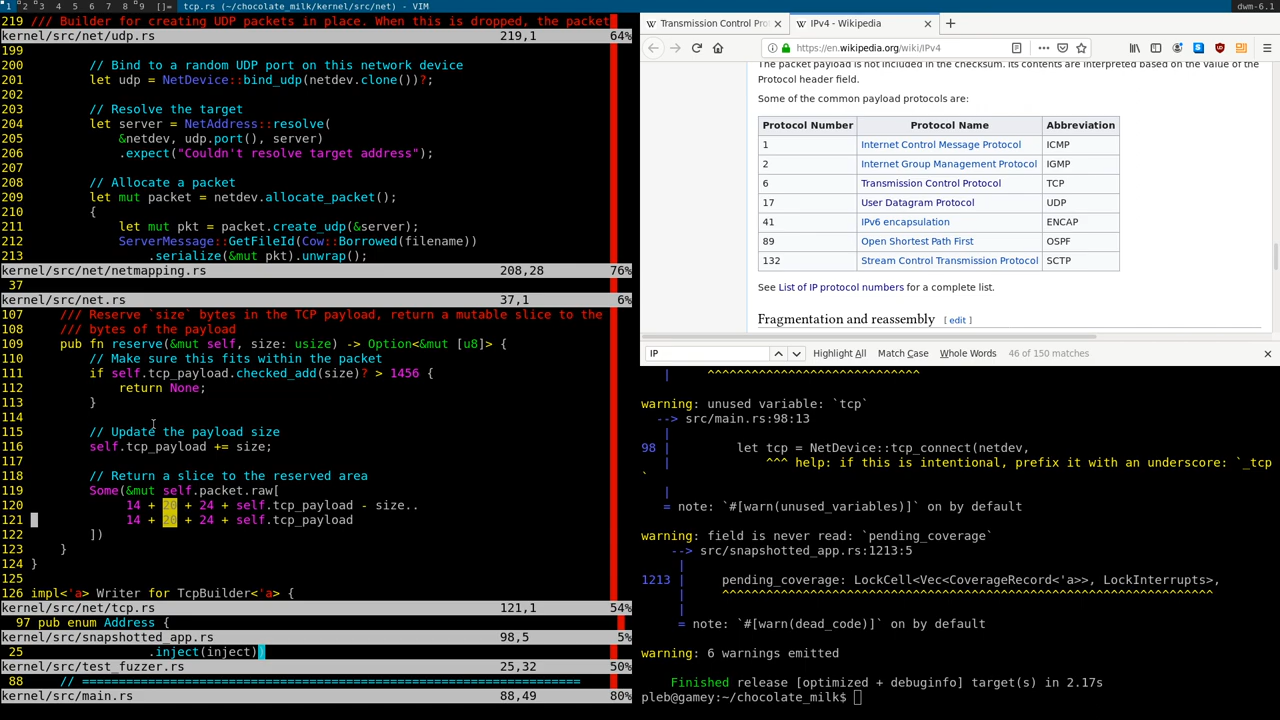 1 2 3 4 5 6 7 8 9 []= tcp.rs (~/chocolate_milk/kernel/src/net) - VIM
dwm-6.1
219 /// Builder for creating UDP packets in place. When this is dropped, the packet
kernel/src/net/udp.rs 219,1 64%
199
200 // Bind to a random UDP port on this network device
201 let udp = NetDevice::bind_udp(netdev.clone())?;
202
203 // Resolve the target
204 let server = NetAddress::resolve(
205 &netdev, udp.port(), server)
206 .expect("Couldn't resolve target address");
207
208 // Allocate a packet
209 let mut packet = netdev.allocate_packet();
210 {
211 let mut pkt = packet.create_udp(&server);
212 ServerMessage::GetFileId(Cow::Borrowed(filename))
213 .serialize(&mut pkt).unwrap();
kernel/src/net/netmapping.rs 208,28 76%
37
kernel/src/net.rs 37,1 6%
107 /// Reserve `size` bytes in the TCP payload, return a mutable slice to the
108 /// bytes of the payload
109 pub fn reserve(&mut self, size: usize) -> Option<&mut [u8]> {
110 // Make sure this fits within the packet
111 if self.tcp_payload.checked_add(size)? > 1456 {
112 return None;
113 }
114
115 // Update the payload size
116 self.tcp_payload += size;
117
118 // Return a slice to the reserved area
119 Some(&mut self.packet.raw[
120 14 + 20 + 24 + self.tcp_payload - size..
121 14 + 20 + 24 + self.tcp_payload
122 ])
123 }
124 }
125
126 impl<'a> Writer for TcpBuilder<'a> {
kernel/src/net/tcp.rs 121,1 54%
97 pub enum Address {
kernel/src/snapshotted_app.rs 98,5 5%
25 .inject(inject))
kernel/src/test_fuzzer.rs 25,32 50%
88 // =====================================================================
kernel/src/main.rs 88,49 80%
Transmission Control Pro
IPv4 - Wikipedia
https://en.wikipedia.org/wiki/IPv4
The packet payload is not included in the checksum. Its contents are interpreted based on the value of the
Protocol header field.
Some of the common payload protocols are:
Protocol Number Protocol Name Abbreviation
1 Internet Control Message Protocol ICMP
2 Internet Group Management Protocol IGMP
6 Transmission Control Protocol TCP
17 User Datagram Protocol UDP
41 IPv6 encapsulation ENCAP
89 Open Shortest Path First OSPF
132 Stream Control Transmission Protocol SCTP
See List of IP protocol numbers for a complete list.
Fragmentation and reassembly [ edit ]
IP Highlight All Match Case Whole Words 46 of 150 matches
| ^^^^^^^^^^^^^^^^^^^^^^^^^^^^
warning: unused variable: `tcp`
--> src/main.rs:98:13
|
98 | let tcp = NetDevice::tcp_connect(netdev,
| ^^^ help: if this is intentional, prefix it with an underscore: `_tcp
`
|
= note: `#[warn(unused_variables)]` on by default
warning: field is never read: `pending_coverage`
--> src/snapshotted_app.rs:1213:5
|
1213 | pending_coverage: LockCell<Vec<CoverageRecord<'a>>, LockInterrupts>,
| ^^^^^^^^^^^^^^^^^^^^^^^^^^^^^^^^^^^^^^^^^^^^^^^^^^^^^^^^^^^^^^^^^^^
|
= note: `#[warn(dead_code)]` on by default
warning: 6 warnings emitted
Finished release [optimized + debuginfo] target(s) in 2.17s
pleb@gamey:~/chocolate_milk$